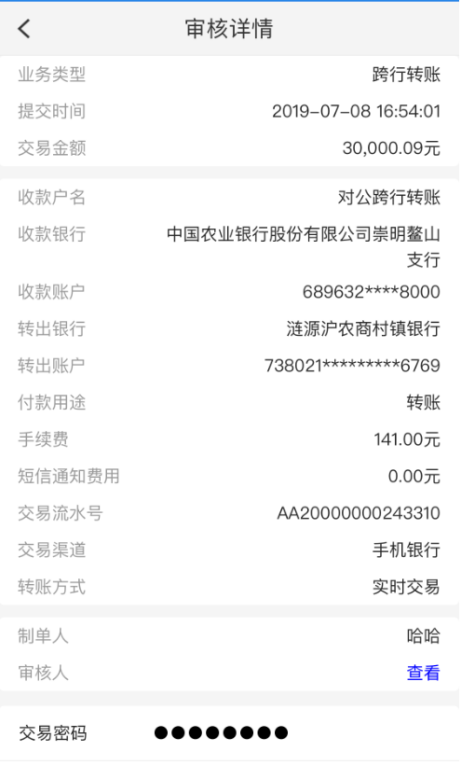 审核详情
业务类型 跨行转账
提交时间 2019-07-08 16:54:01
交易金额 30,000.09元
收款户名 对公跨行转账
收款银行 中国农业银行股份有限公司崇明鳌山
支行
收款账户 689632****8000
转出银行 涟源沪农商村镇银行
转出账户 738021*********6769
付款用途 转账
手续费 141.00元
短信通知费用 0.00元
交易流水号 AA20000000243310
交易渠道 手机银行
转账方式 实时交易
制单人 哈哈
审核人 查看
交易密码 ●●●●●●●●